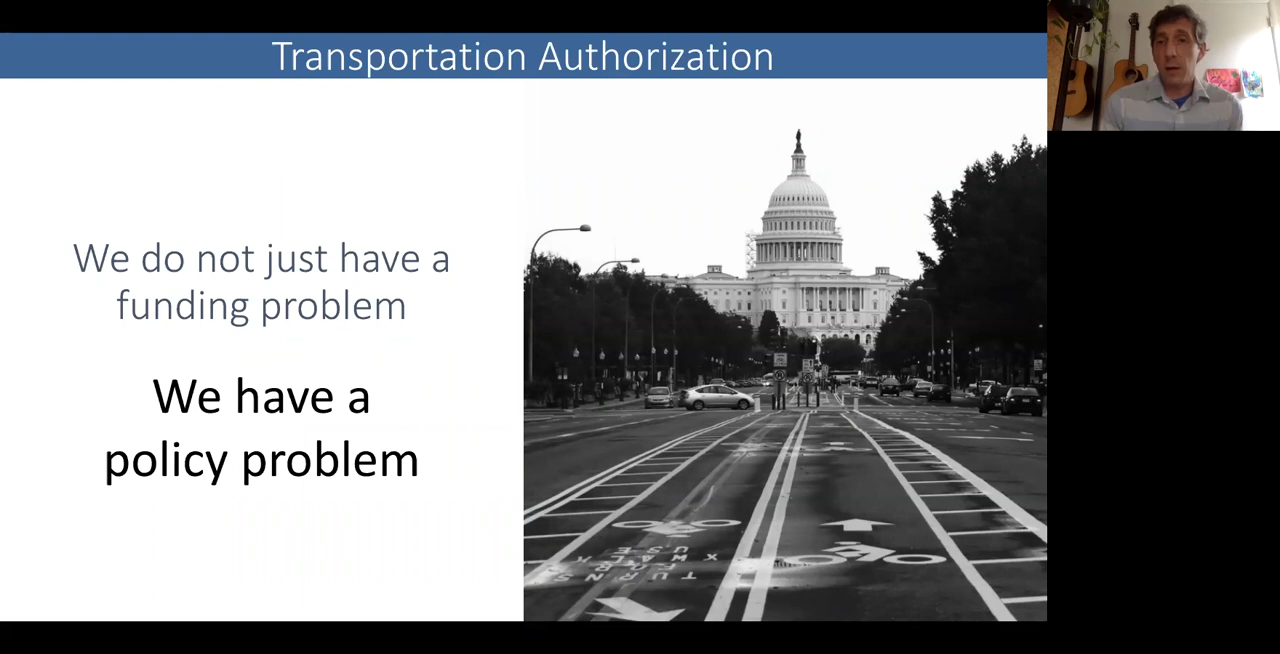 Transportation Authorization
We do not just have a
funding problem
We have a
policy problem